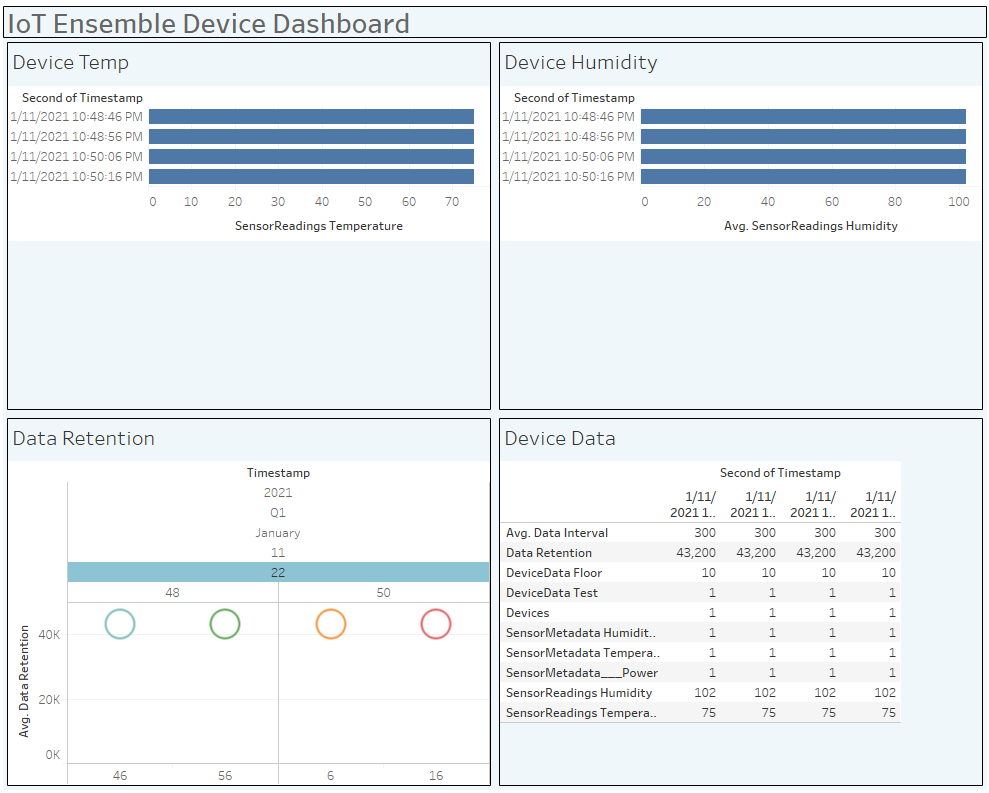 IoT Ensemble Device Dashboard
Device Temp
Second of Timestamp
1/11/2021 10:48:46 PM
1/11/2021 10:48:56 PM
1/11/2021 10:50:06 PM
1/11/2021 10:50:16 PM
0 10 20 30 40 50 60 70
SensorReadings Temperature
Device Humidity
Second of Timestamp
1/11/2021 10:48:46 PM
1/11/2021 10:48:56 PM
1/11/2021 10:50:06 PM
1/11/2021 10:50:16 PM
0 20 40 60 80 100
Avg. SensorReadings Humidity
Data Retention
Timestamp
2021
Q1
January
11
22
48 50
40K
20K
0K
Avg. Data Retention
46 56 6 16
Device Data
Second of Timestamp
1/11/ 1/11/ 1/11/ 1/11/
2021 1.. 2021 1.. 2021 1.. 2021 1..
Avg. Data Interval 300 300 300 300
Data Retention 43,200 43,200 43,200 43,200
DeviceData Floor 10 10 10 10
DeviceData Test 1 1 1 1
Devices 1 1 1 1
SensorMetadata Humidit.. 1 1 1 1
SensorMetadata Tempera.. 1 1 1 1
SensorMetadata___Power 1 1 1 1
SensorReadings Humidity 102 102 102 102
SensorReadings Tempera.. 75 75 75 75